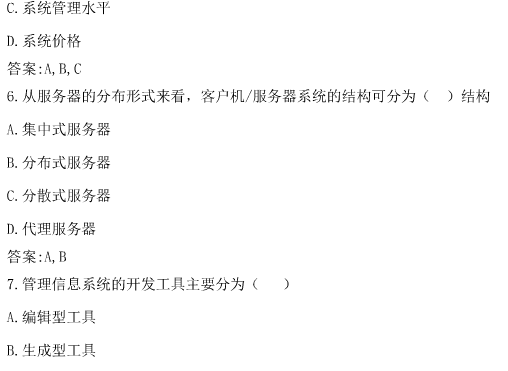 C.系统管理水平
D.系统价格
答案:A,B,C
6.从服务器的分布形式来看，客户机/服务器系统的结构可分为（  ）结构
A.集中式服务器
B.分布式服务器
C.分散式服务器
D.代理服务器
答案:A,B
7.管理信息系统的开发工具主要分为（   ）
A.编辑型工具
B.生成型工具